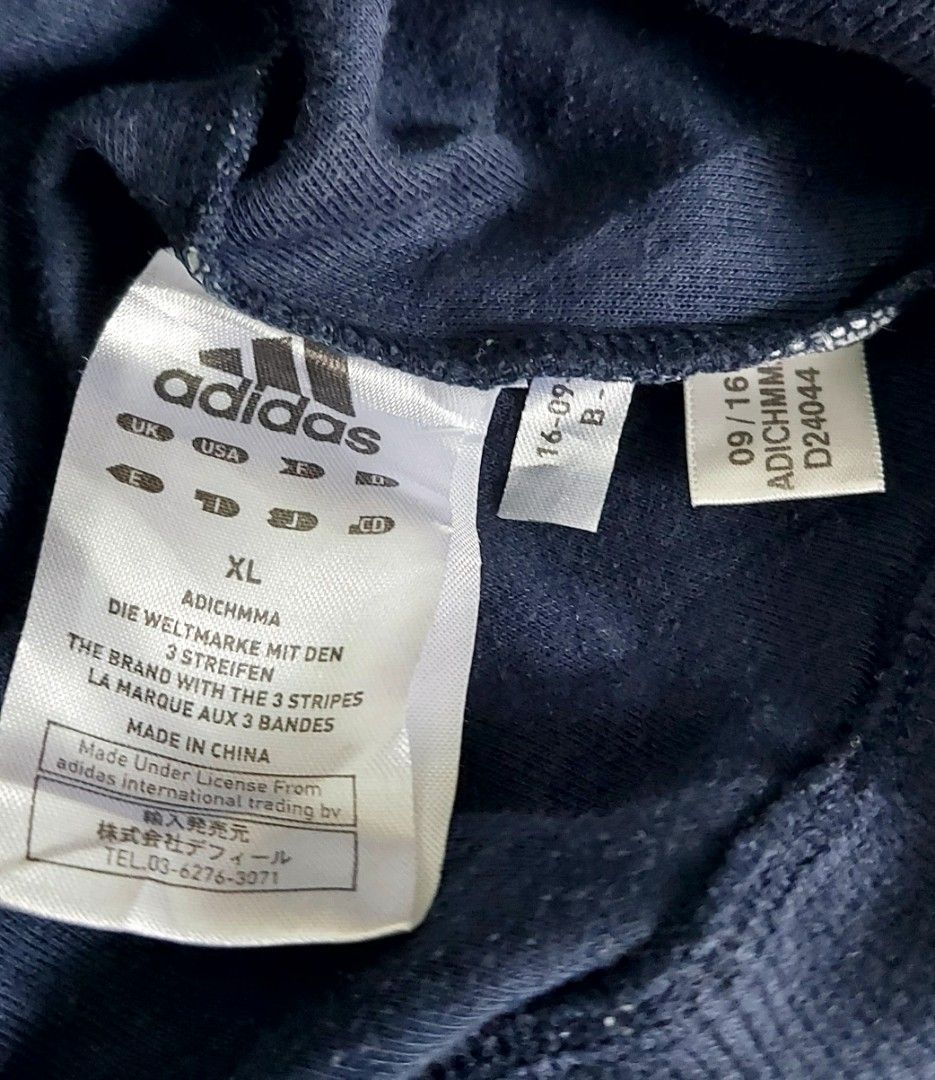 adidas
UK USA F D
E I J CD
XL
ADICHMMA
DIE WELTMARKE MIT DEN
3 STREIFEN
THE BRAND WITH THE 3 STRIPES
LA MARQUE AUX 3 BANDES
MADE IN CHINA
Made Under License From
adidas international trading bv
輸入発売元
株式会社デフィール
TEL.03-6276-3071
16-09
B -
09/16
ADICHMM
D24044